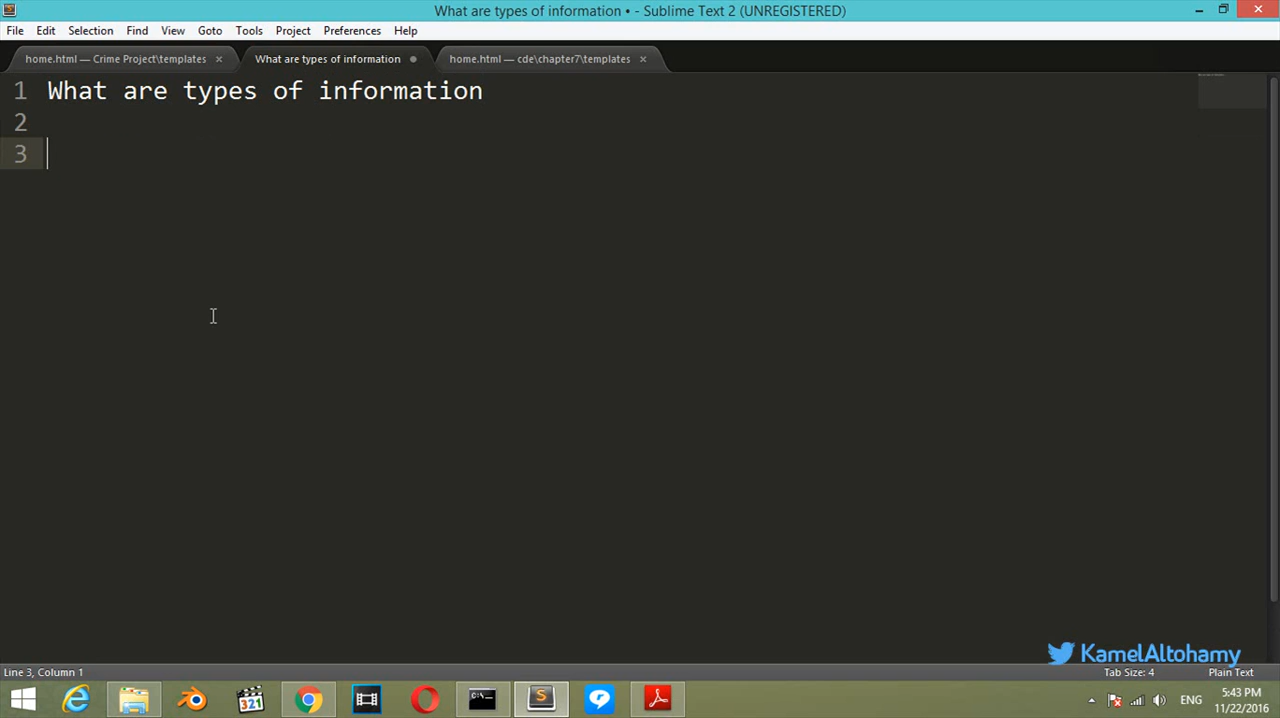 What are types of information • - Sublime Text 2 (UNREGISTERED)
File Edit Selection Find View Goto Tools Project Preferences Help
home.html — Crime Project\templates × What are types of information • home.html — cde\chapter7\templates ×
1 What are types of information
2
3
KamelAltohamy
Line 3, Column 1 Tab Size: 4 Plain Text
321
C:\
S
ENG
5:43 PM
11/22/2016